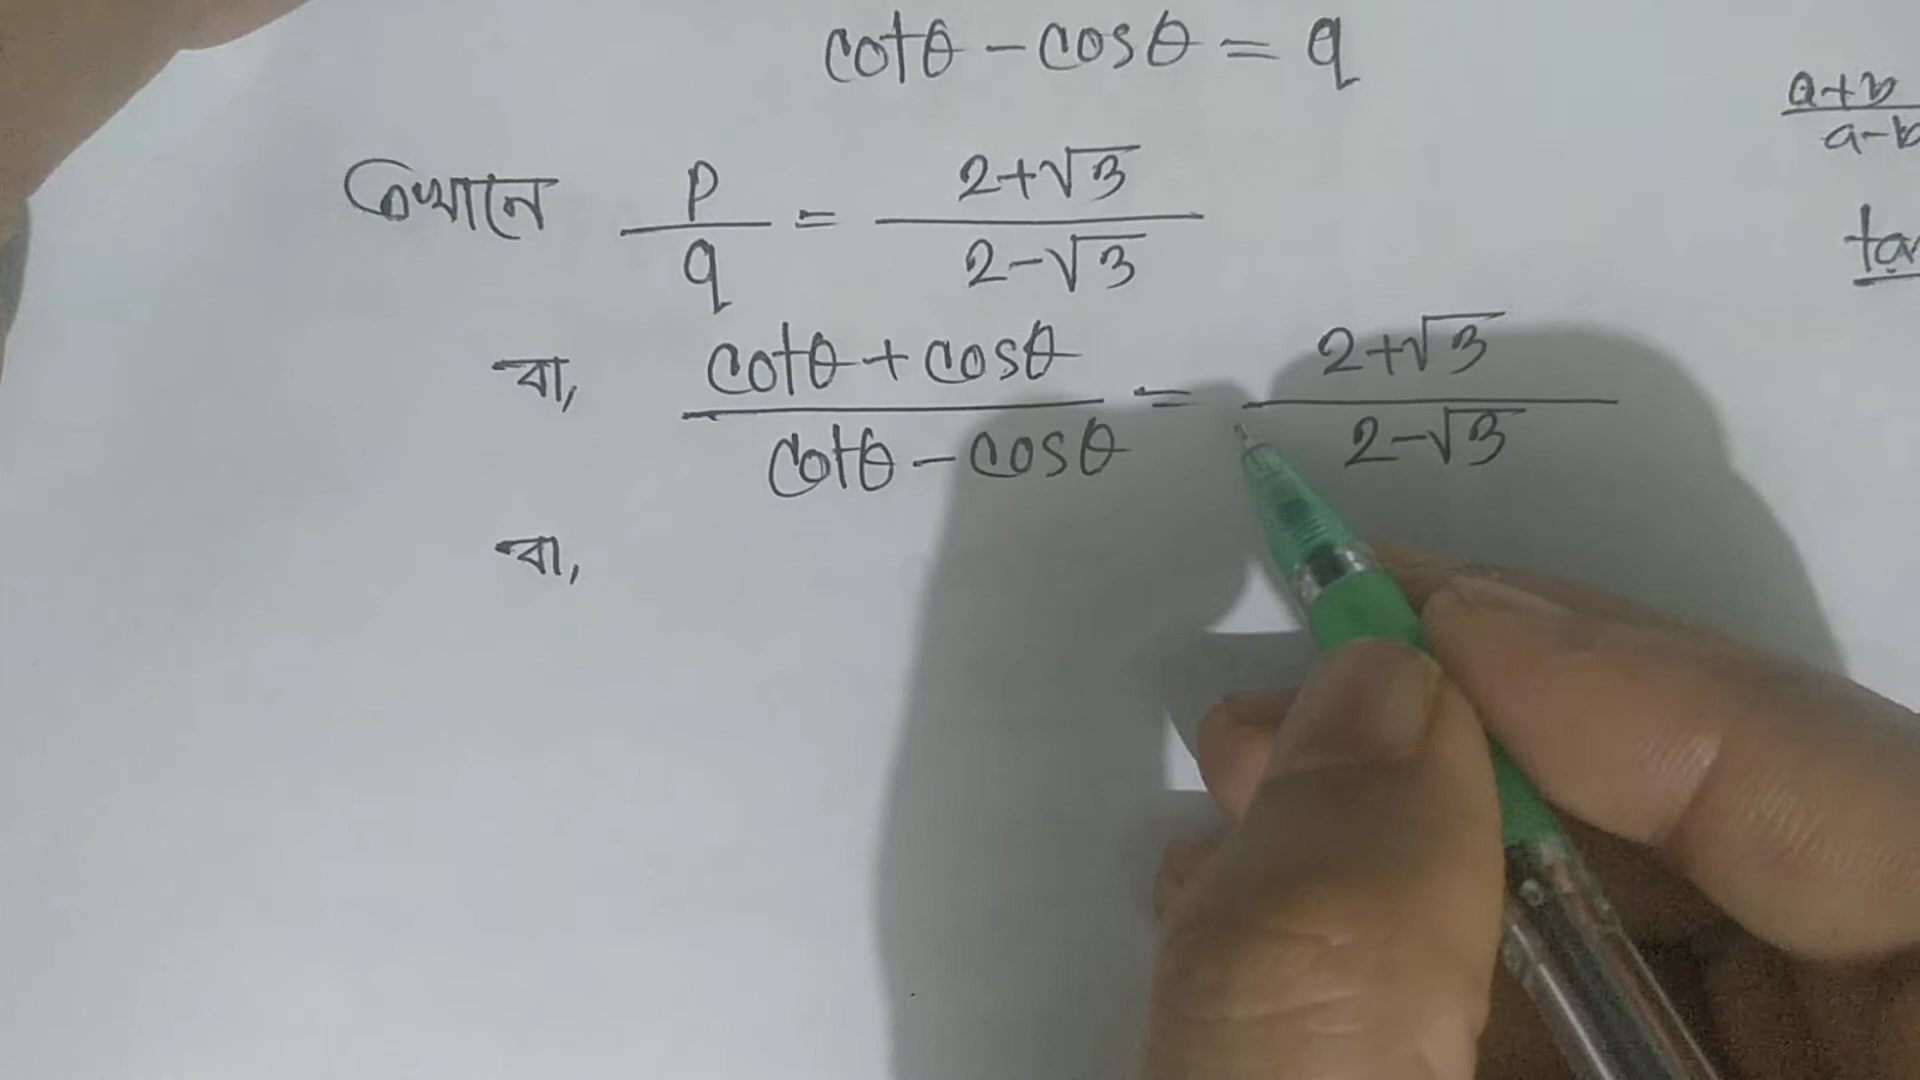 cotθ - cosθ = q
এখানে p/q = (2+√3)/(2-√3)
বা, (cotθ + cosθ)/(cotθ - cosθ) = (2+√3)/(2-√3)
বা,
a+b
a-b